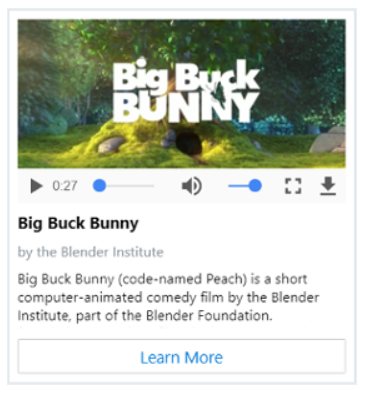 Big Buck
BUNNY
0:27
Big Buck Bunny
by the Blender Institute
Big Buck Bunny (code-named Peach) is a short
computer-animated comedy film by the Blender
Institute, part of the Blender Foundation.
Learn More